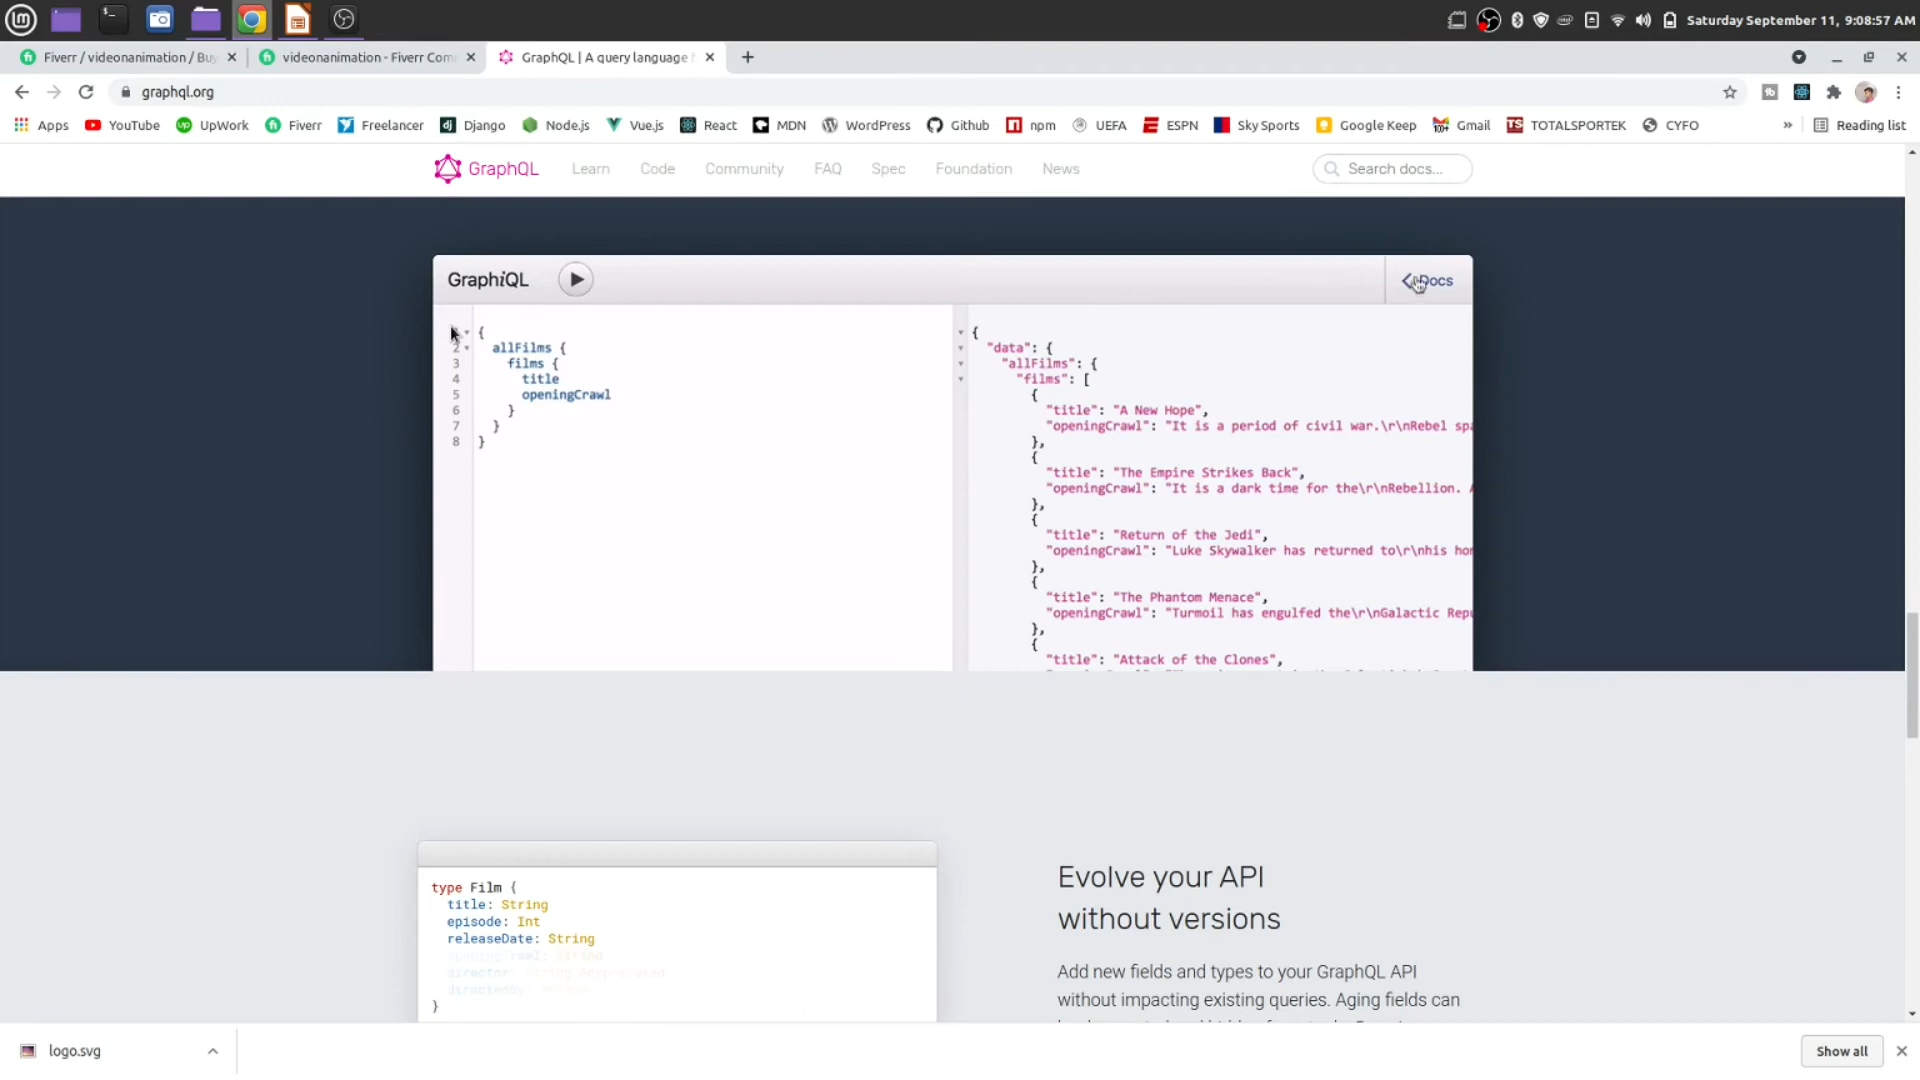 Saturday September 11, 9:08:57 AM
Fiverr / videonanimation / Bu
videonanimation - Fiverr Com
GraphQL | A query language f
graphql.org
Apps
YouTube
UpWork
Fiverr
Freelancer
Django
Node.js
Vue.js
React
MDN
WordPress
Github
npm
UEFA
ESPN
Sky Sports
Google Keep
Gmail
TOTALSPORTEK
CYFO
»
Reading list
GraphQL
Learn
Code
Community
FAQ
Spec
Foundation
News
Search docs...
GraphiQL
Docs
{
2 allFilms {
3 films {
4 title
5 openingCrawl
6 }
7 }
8 }
{
"data": {
"allFilms": {
"films": [
{
"title": "A New Hope",
"openingCrawl": "It is a period of civil war.\r\nRebel spa
},
{
"title": "The Empire Strikes Back",
"openingCrawl": "It is a dark time for the\r\nRebellion. A
},
{
"title": "Return of the Jedi",
"openingCrawl": "Luke Skywalker has returned to\r\nhis hom
},
{
"title": "The Phantom Menace",
"openingCrawl": "Turmoil has engulfed the\r\nGalactic Repu
},
{
"title": "Attack of the Clones",
type Film {
title: String
episode: Int
releaseDate: String
}
Evolve your API
without versions
Add new fields and types to your GraphQL API
without impacting existing queries. Aging fields can
logo.svg
Show all